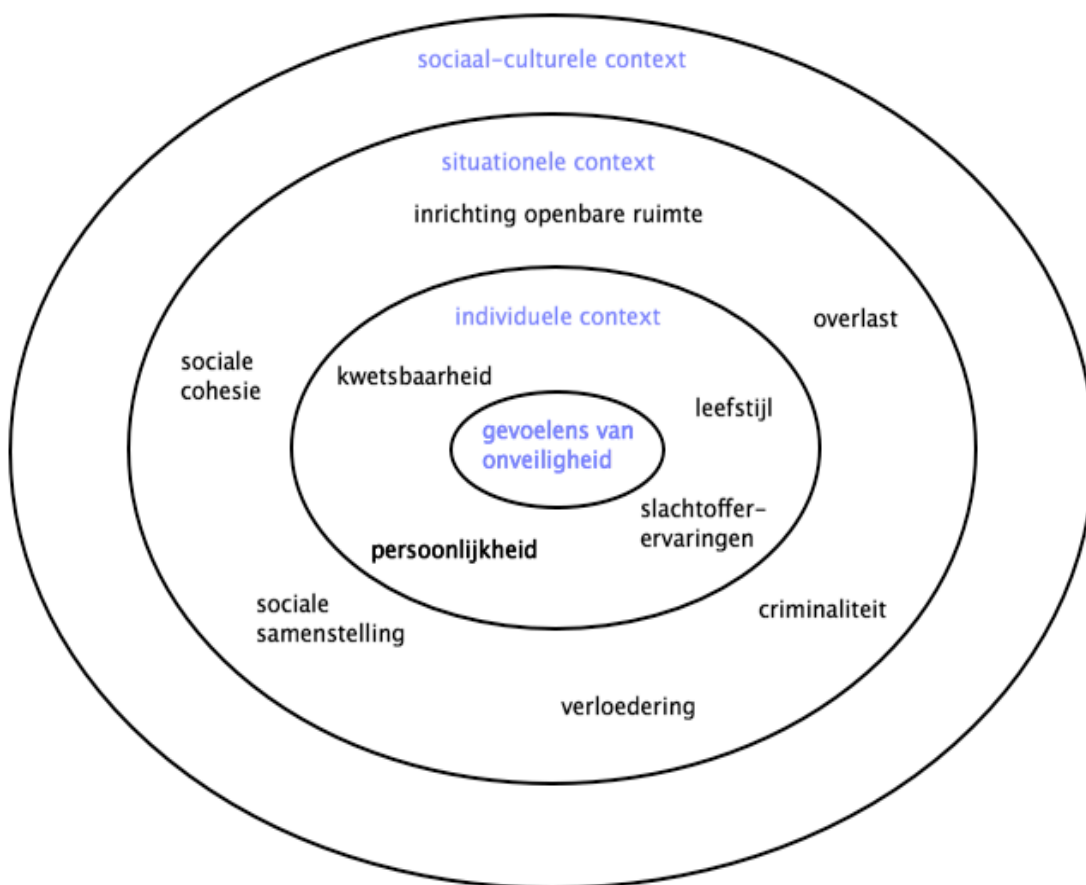 sociaal-culturele context
situationele context
inrichting openbare ruimte
individuele context
overlast
sociale
cohesie
kwetsbaarheid
leefstijl
gevoelens van
onveiligheid
slachtoffer-
ervaringen
persoonlijkheid
sociale
samenstelling
criminaliteit
verloedering